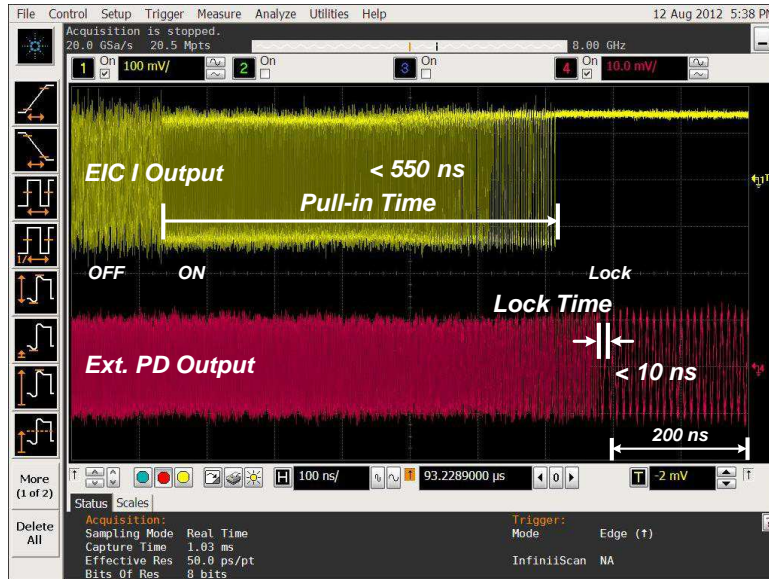 File Control Setup Trigger Measure Analyze Utilities Help 12 Aug 2012 5:38 PM
Acquisition is stopped.
20.0 GSa/s 20.5 Mpts 8.00 GHz
1 On 100 mV/ 2 On 3 On 4 On 10.0 mV/
EIC I Output
< 550 ns
Pull-in Time
OFF ON Lock
Lock Time
Ext. PD Output
< 10 ns
200 ns
H 100 ns/ 93.2289000 µs 0 T -2 mV
More
(1 of 2)
Delete
All
Status Scales
Acquisition: Trigger:
Sampling Mode Real Time Mode Edge (↑)
Capture Time 1.03 ms
Effective Res 50.0 ps/pt InfiniiScan NA
Bits Of Res 8 bits